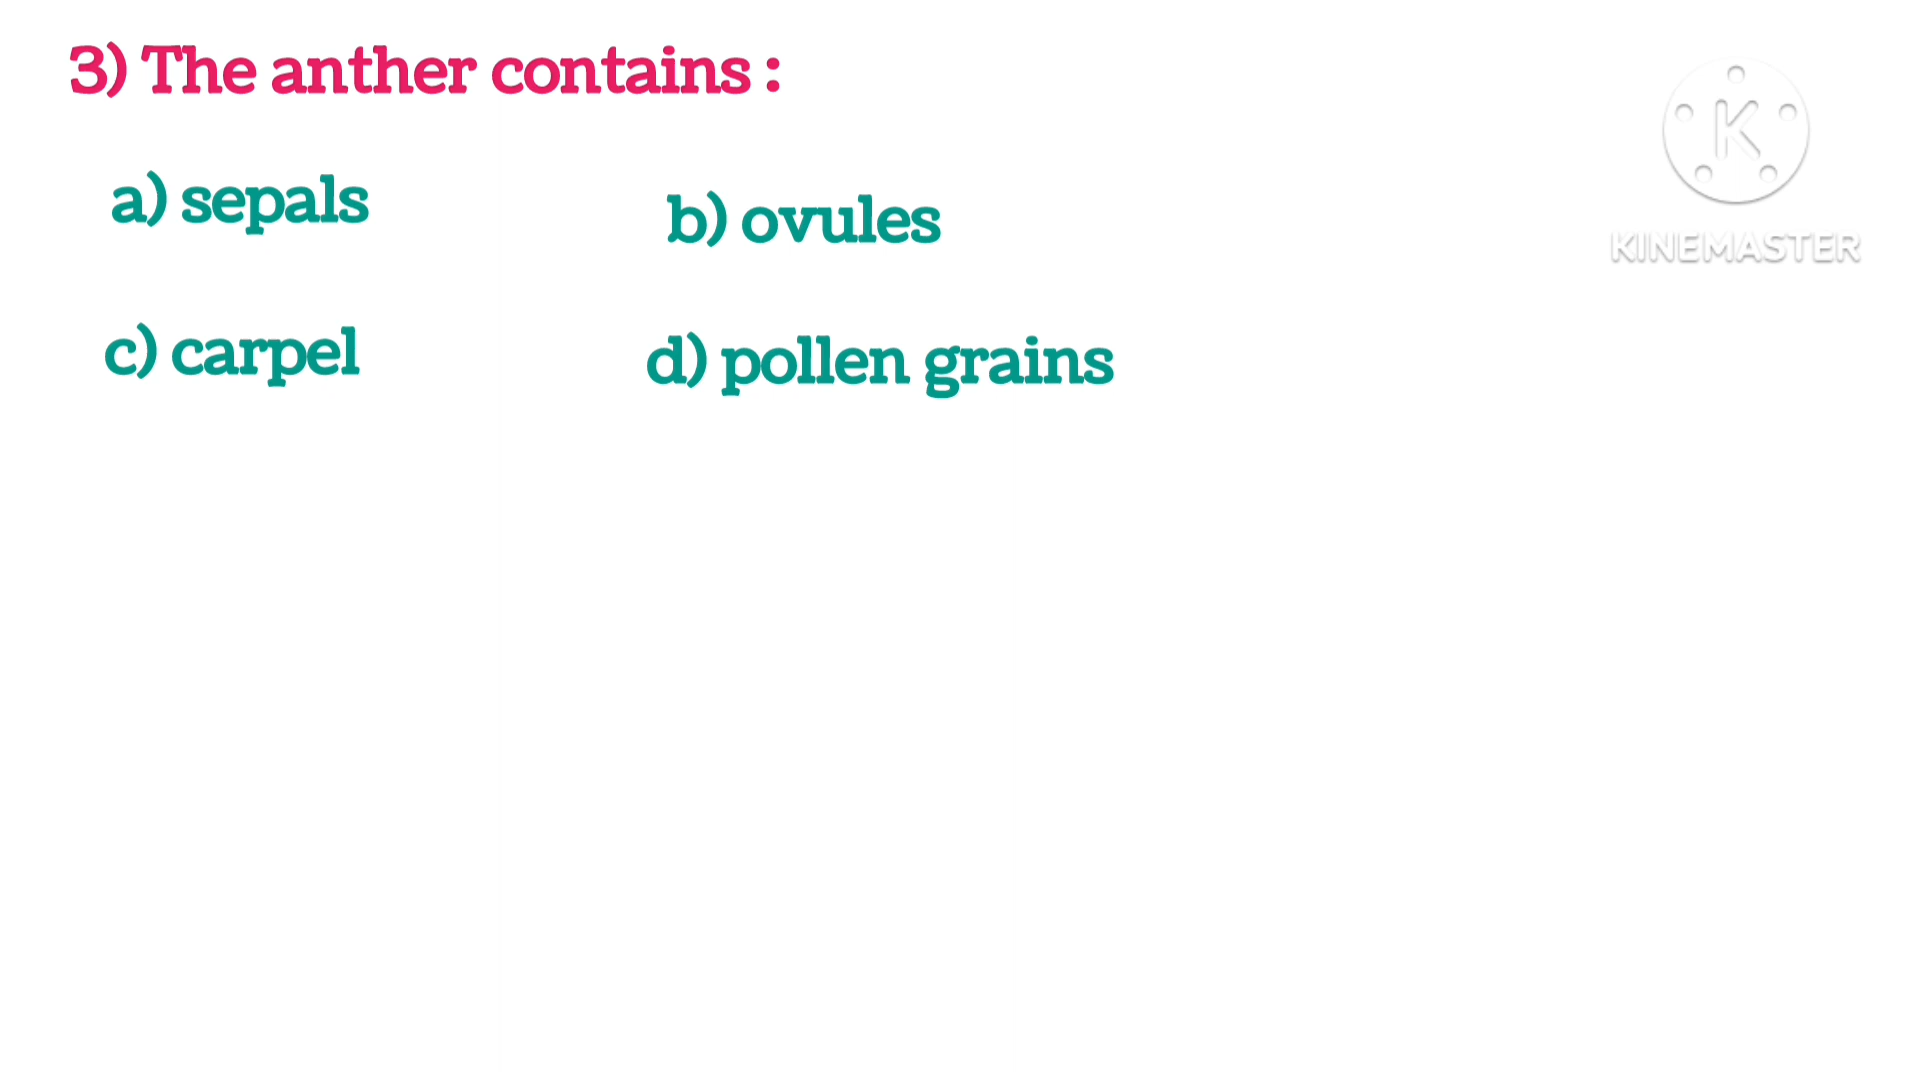 3) The anther contains :
a) sepals
b) ovules
c) carpel
d) pollen grains
K
KINEMASTER